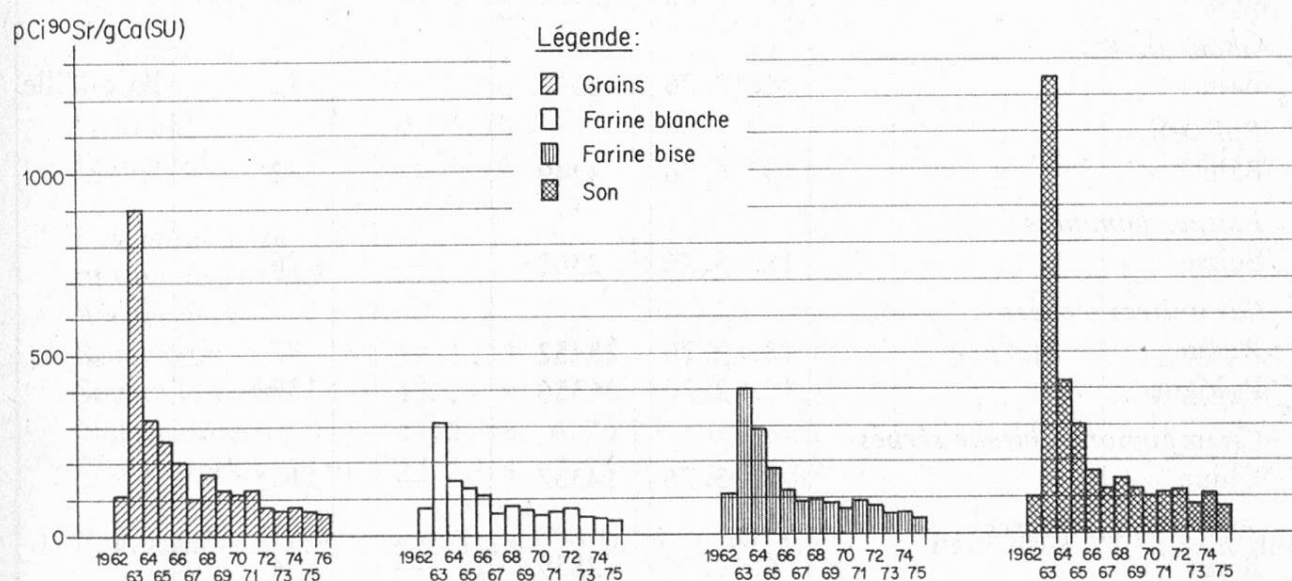 pCi⁹⁰Sr/gCa(SU)
Légende:
Grains
Farine blanche
Farine bise
Son
1000
500
0
1962 64 66 68 70 72 74 76
63 65 67 69 71 73 75
1962 64 66 68 70 72 74
63 65 67 69 71 73 75
1962 64 66 68 70 72 74
63 65 67 69 71 73 75
1962 64 66 68 70 72 74
63 65 67 69 71 73 75